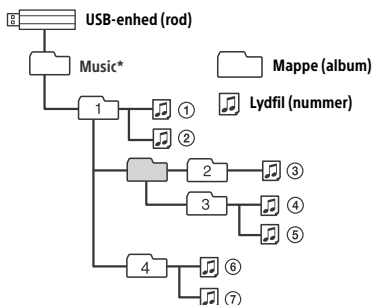 USB-enhed (rod)
Music*
Mappe (album)
Lydfil (nummer)
1
①
②
2
③
3
④
⑤
4
⑥
⑦